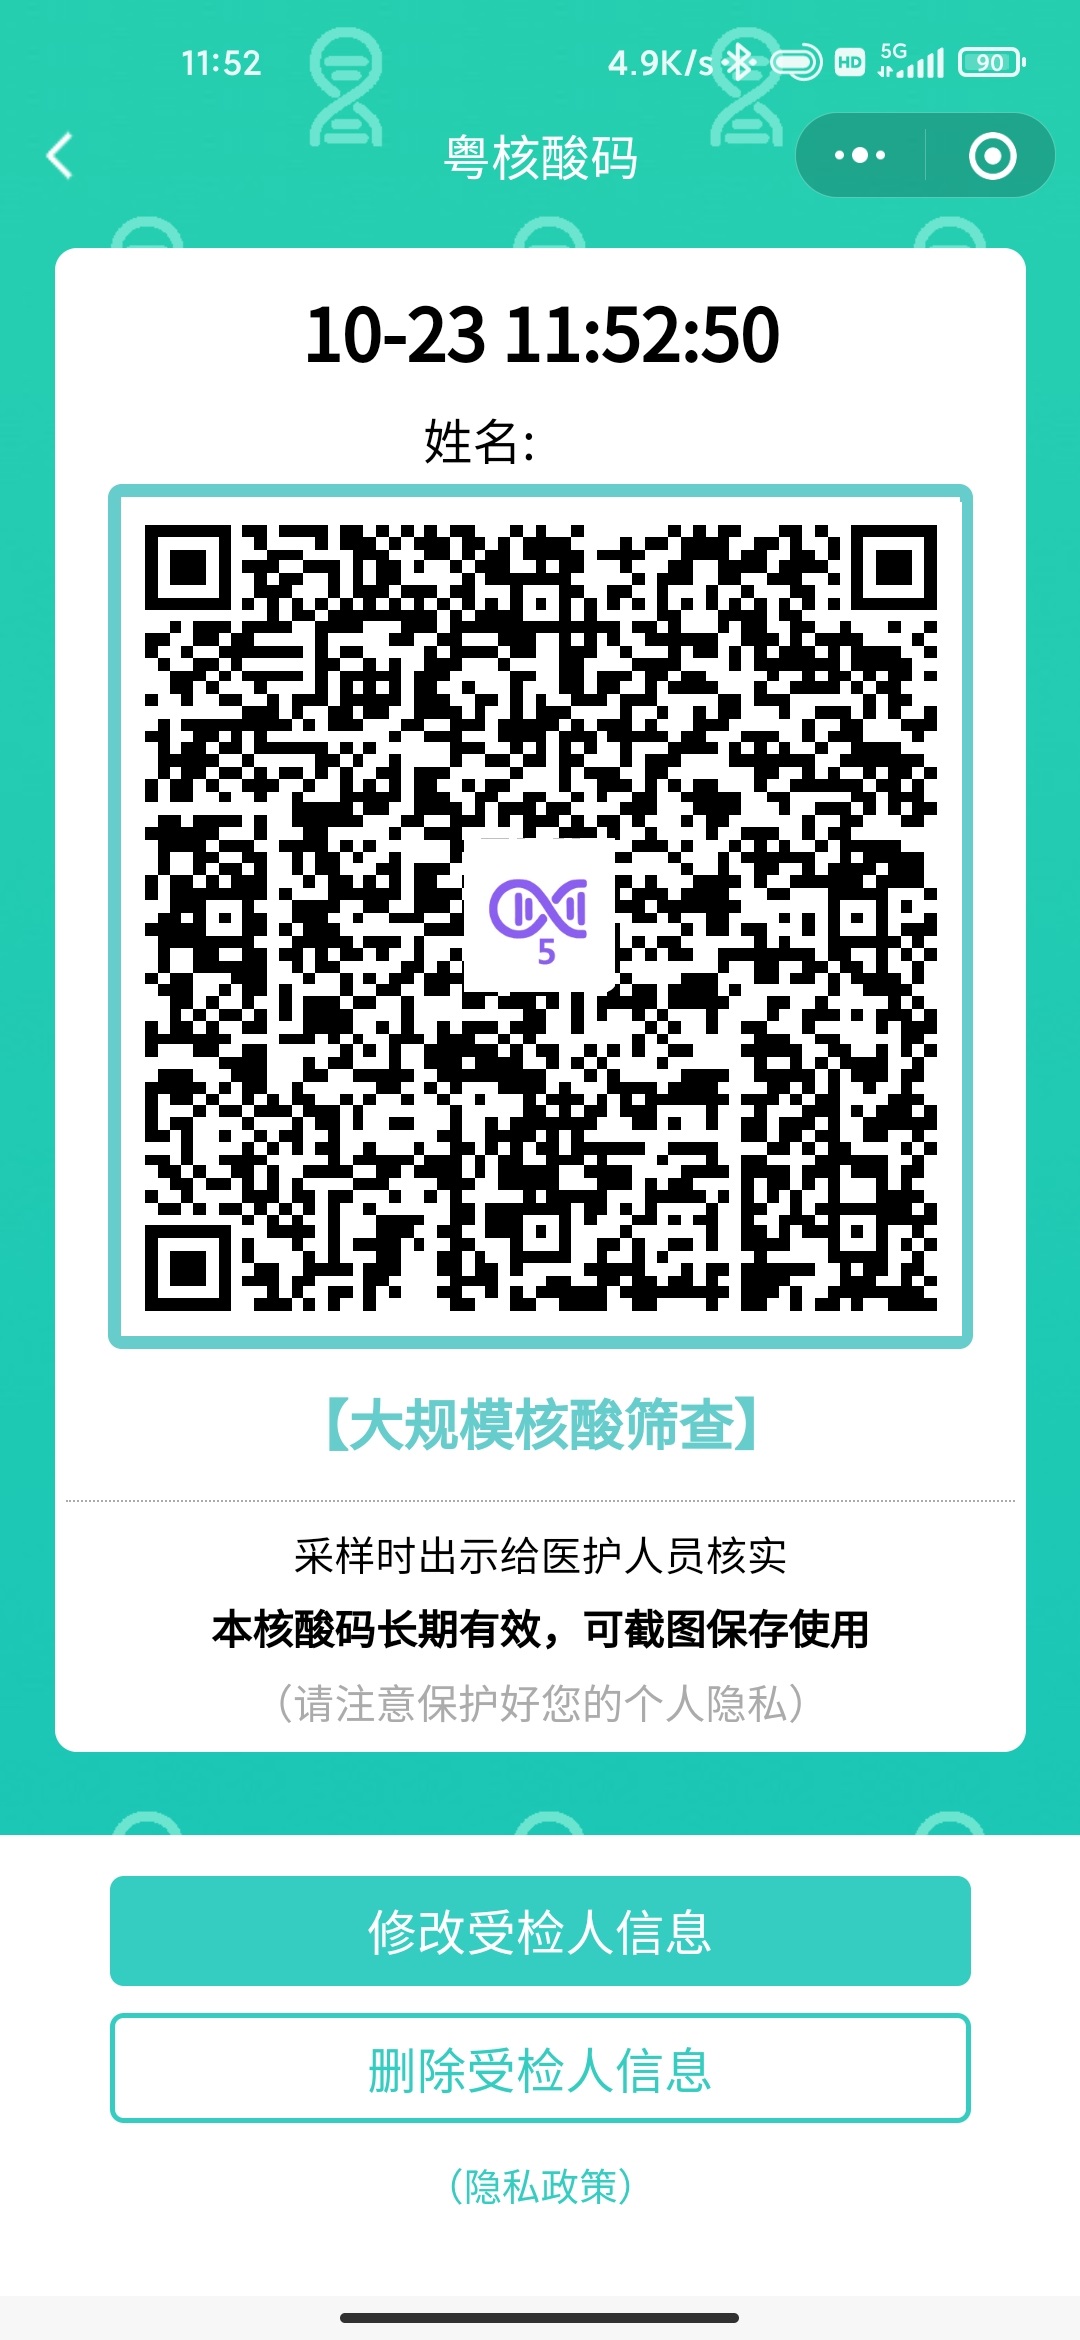 11:52
4.9K/s
HD
5G
90
粤核酸码
10-23 11:52:50
姓名:
5
【大规模核酸筛查】
采样时出示给医护人员核实
本核酸码长期有效，可截图保存使用
（请注意保护好您的个人隐私）
修改受检人信息
删除受检人信息
（隐私政策）